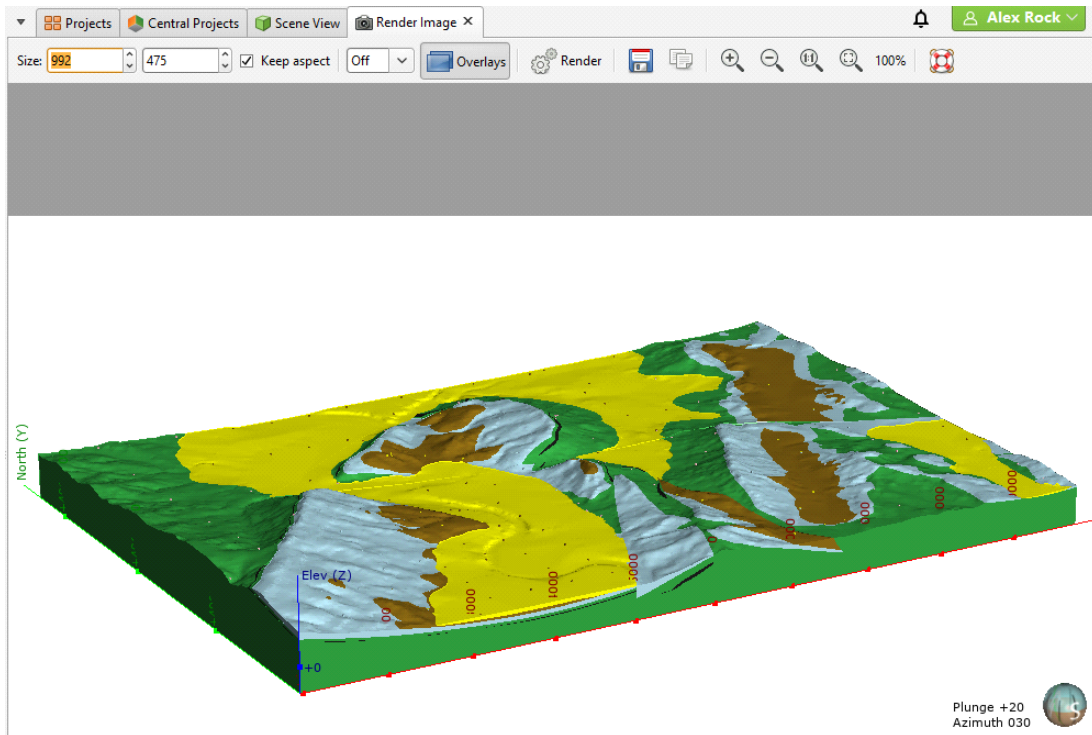 Projects Central Projects Scene View Render Image ×
Alex Rock
Size: 992 475 Keep aspect Off Overlays Render 100%
North (Y)
Elev (Z)
+0
Plunge +20
Azimuth 030
S